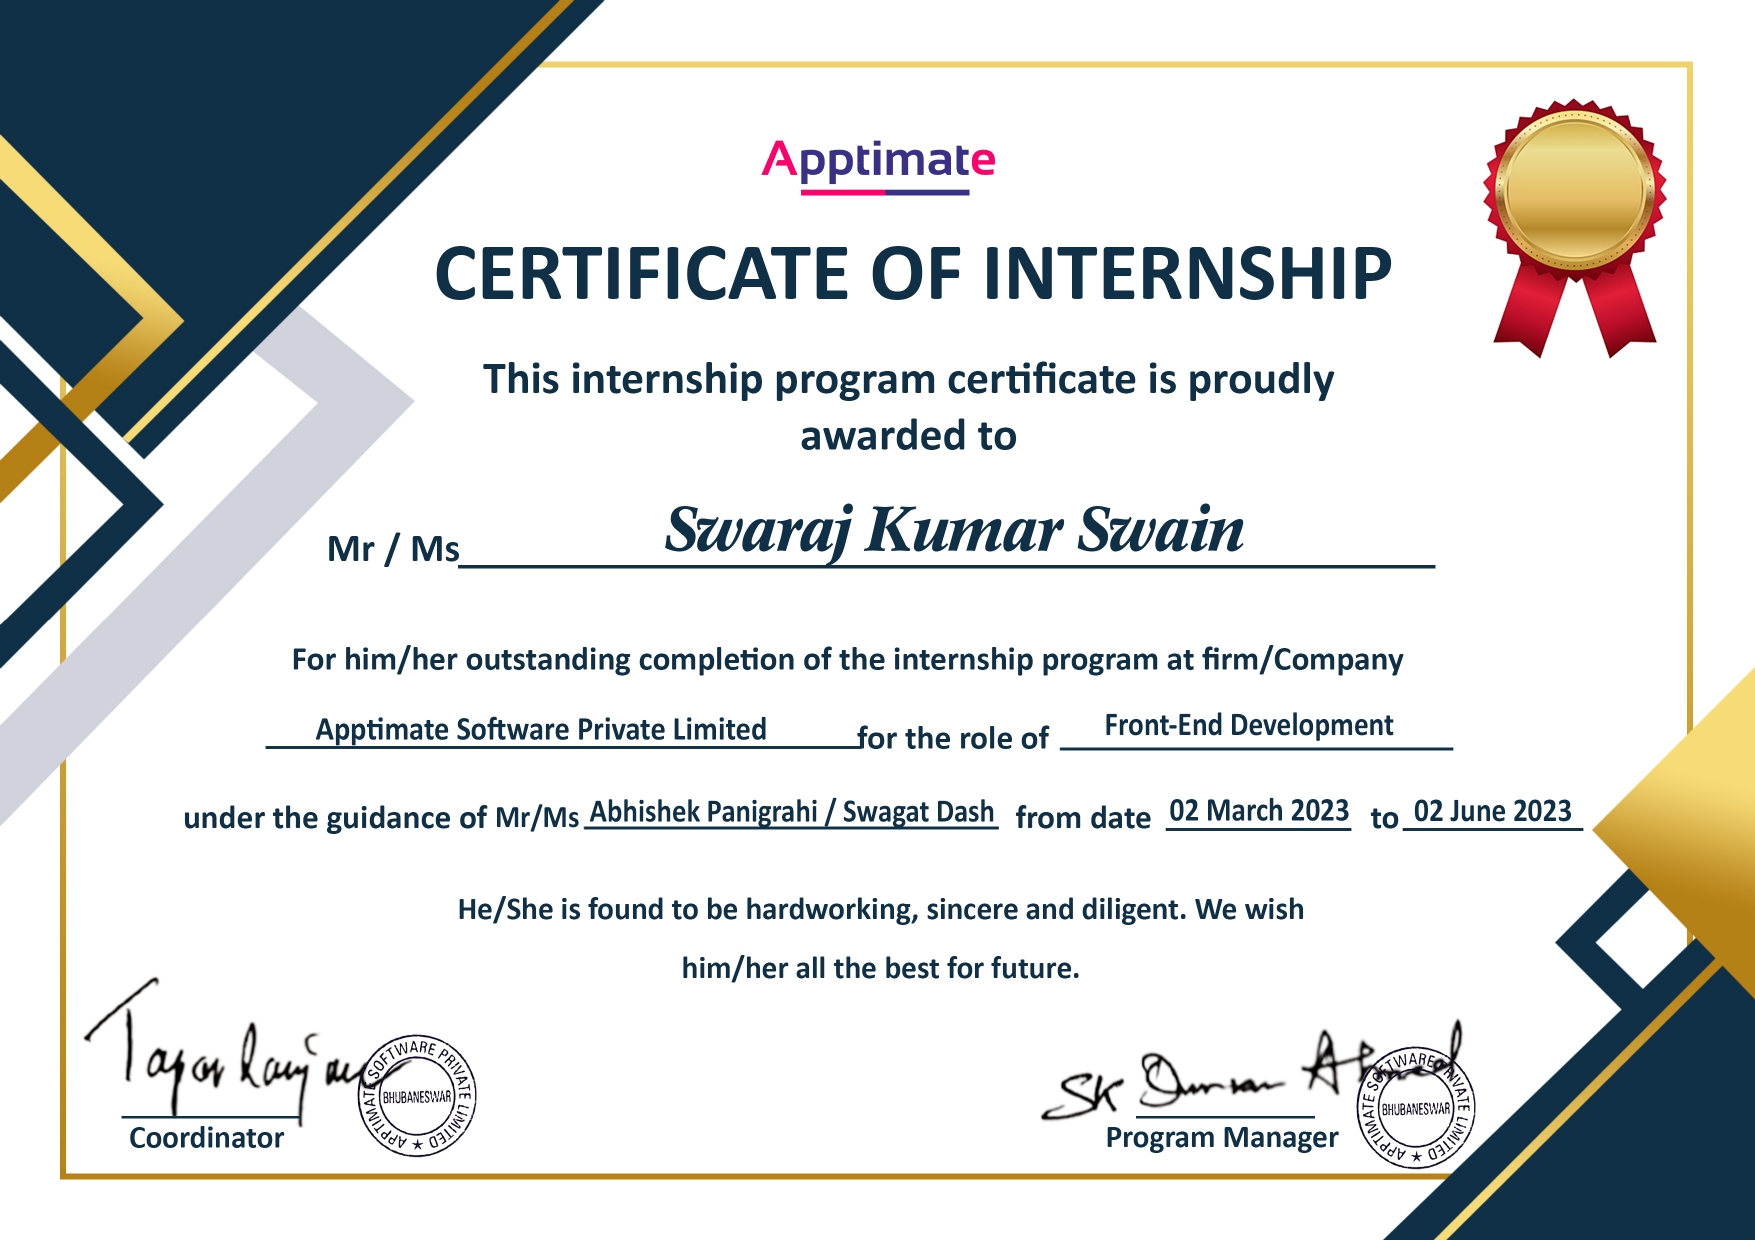 Apptimate
CERTIFICATE OF INTERNSHIP
This internship program certificate is proudly
awarded to
Mr / Ms Swaraj Kumar Swain
For him/her outstanding completion of the internship program at firm/Company
Apptimate Software Private Limited for the role of Front-End Development
under the guidance of Mr/Ms Abhishek Panigrahi / Swagat Dash from date 02 March 2023 to 02 June 2023
He/She is found to be hardworking, sincere and diligent. We wish
him/her all the best for future.
Coordinator
APPTIMATE SOFTWARE PRIVATE LIMITED ★
BHUBANESWAR
SK
Program Manager
APPTIMATE SOFTWARE PRIVATE LIMITED ★
BHUBANESWAR